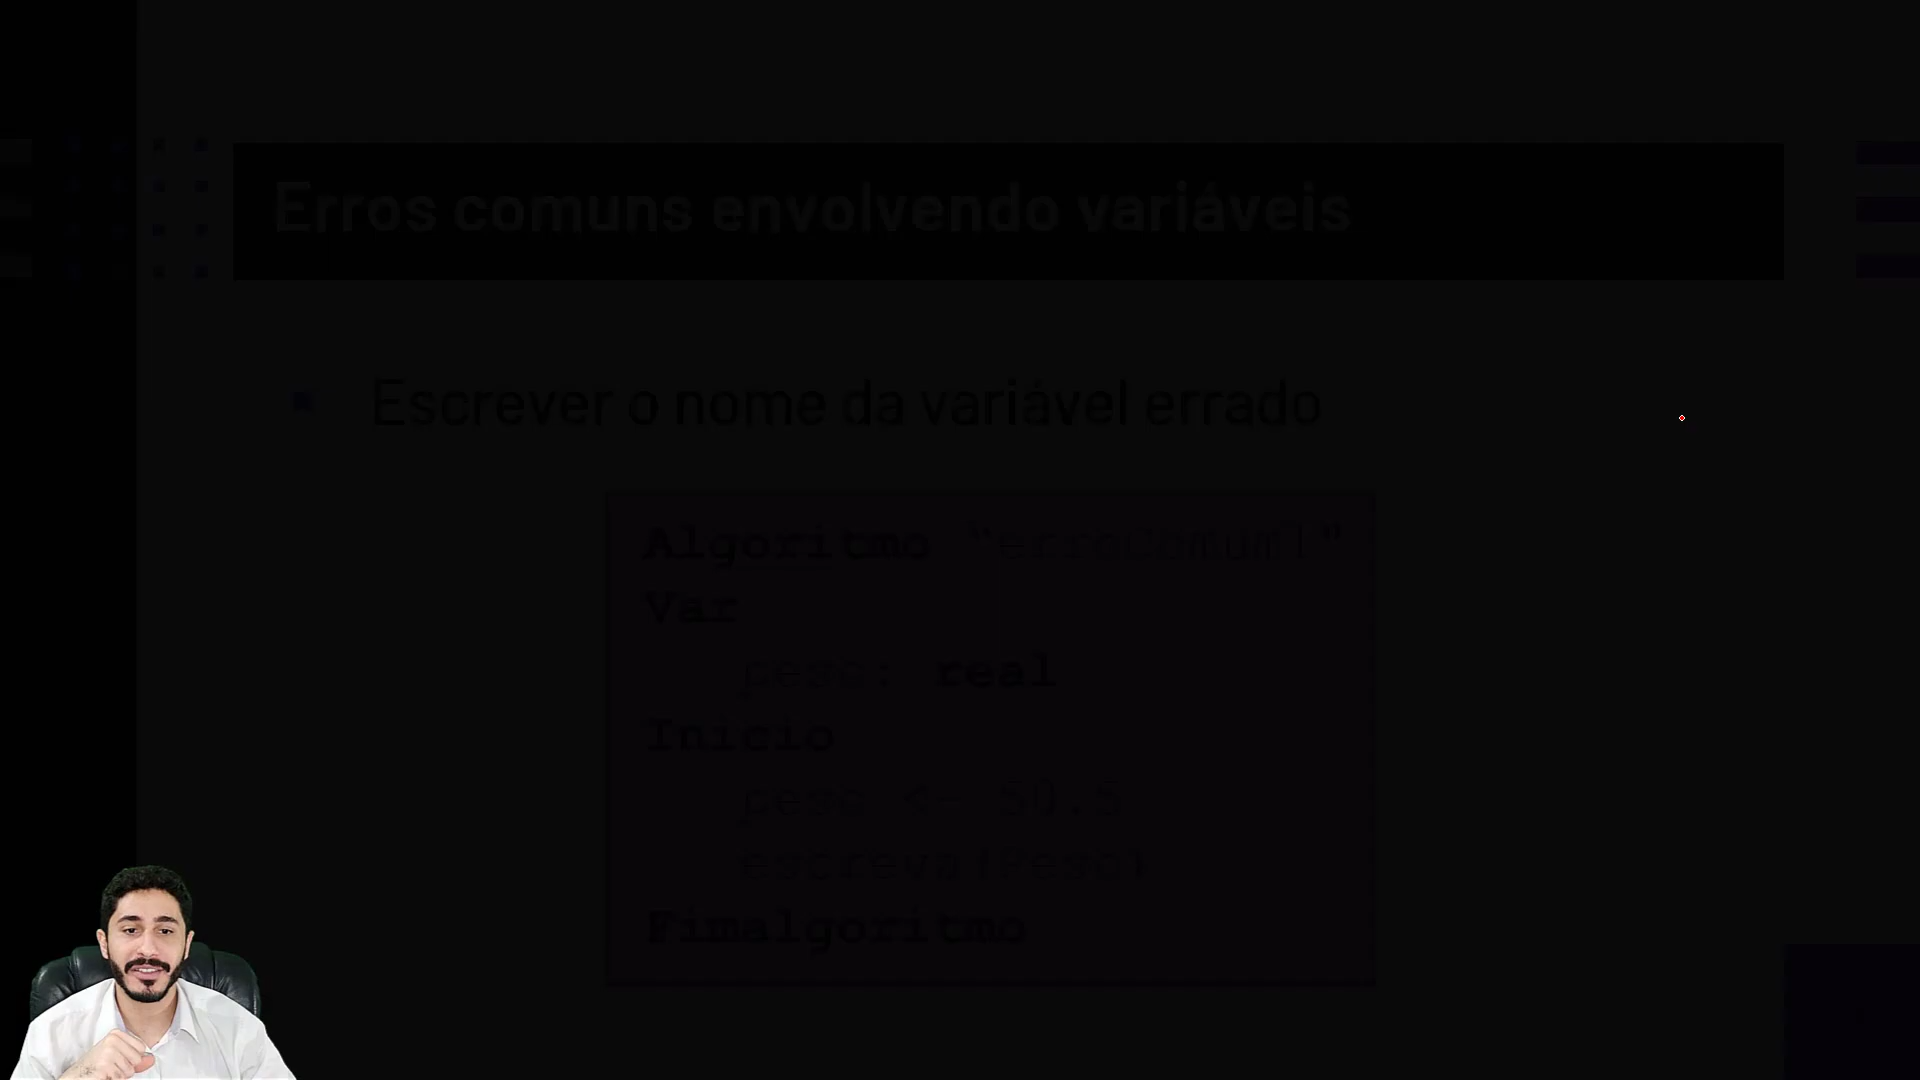 Erros comuns envolvendo variáveis
Escrever o nome da variável errado
Algoritmo "erroComum1"
Var
peso: real
Inicio
peso <- 50.5
escreva(Peso)
Fimalgoritmo